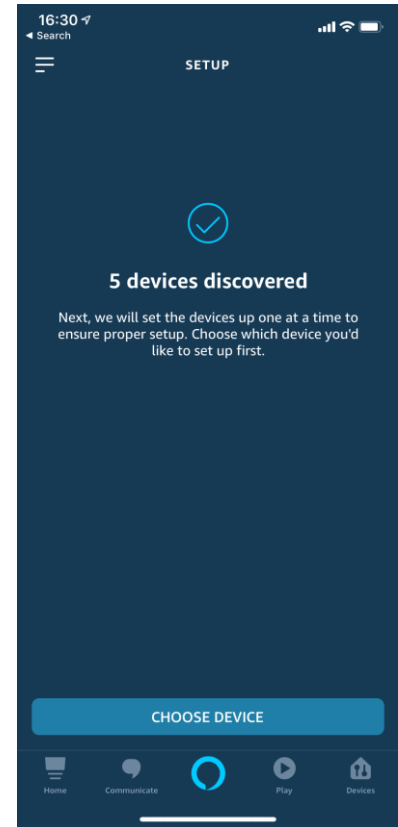 16:30
Search
SETUP
5 devices discovered
Next, we will set the devices up one at a time to
ensure proper setup. Choose which device you'd
like to set up first.
CHOOSE DEVICE
Home
Communicate
Play
Devices